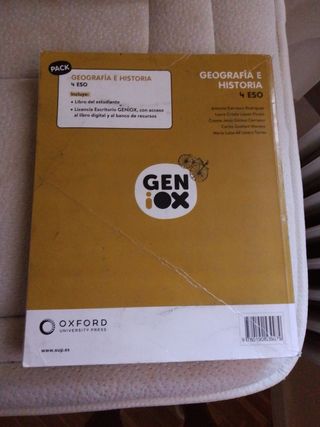 PACK
GEOGRAFÍA E HISTORIA
4 ESO
Incluye:
• Libro del estudiante
• Licencia Escritorio GENiOX, con acceso
al libro digital y al banco de recursos
GEOGRAFÍA E
HISTORIA
4 ESO
GEN
iOX
OXFORD
UNIVERSITY PRESS
www.oup.es